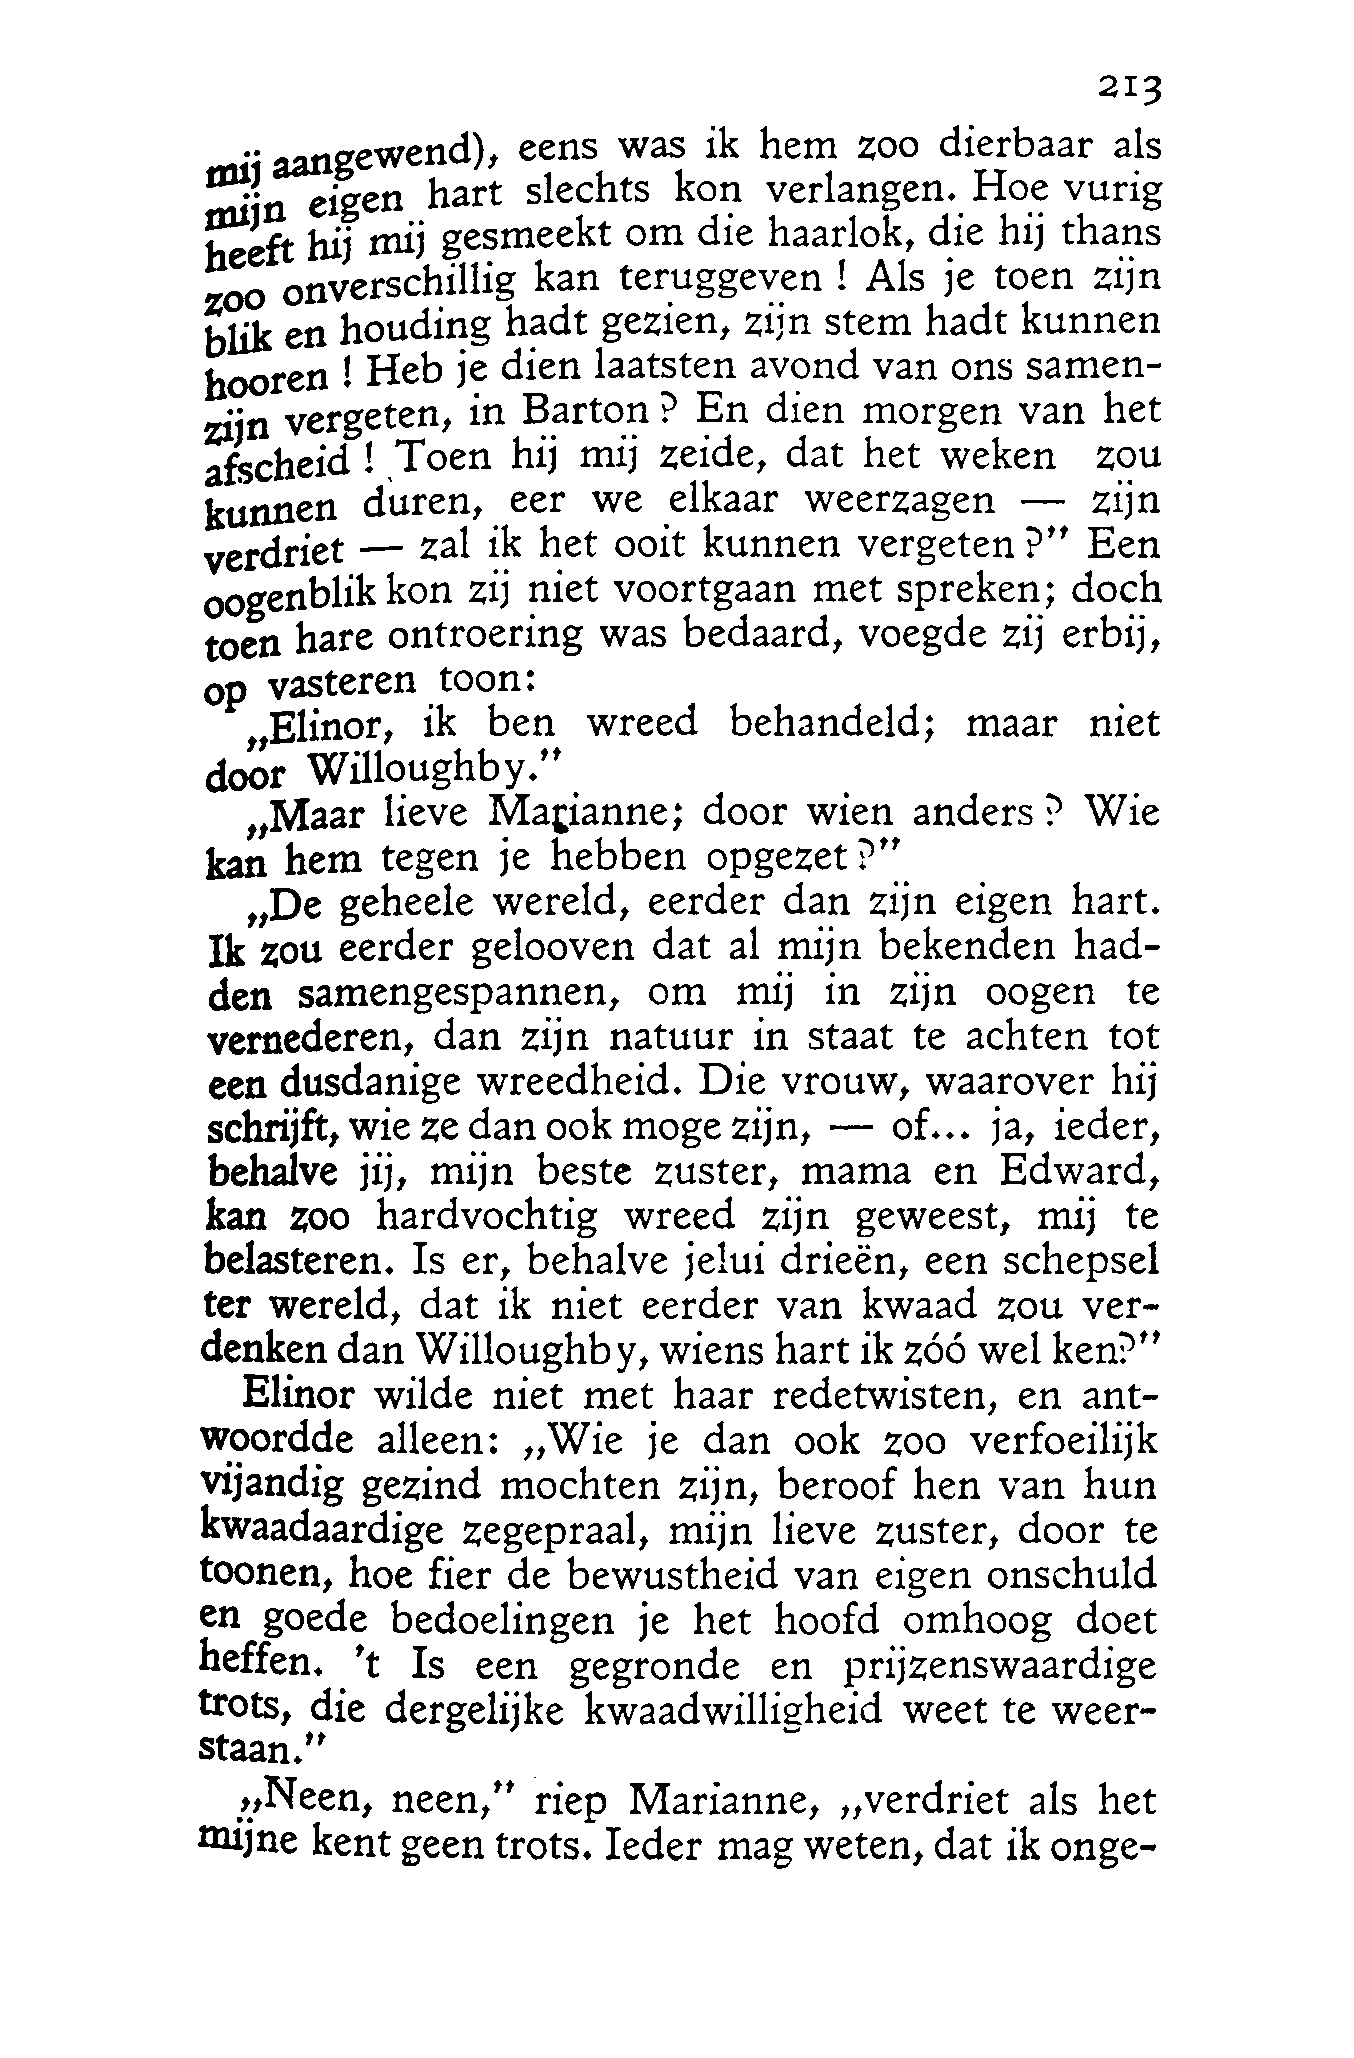 213
mij aangewend), eens was ik hem zoo dierbaar als
mijn eigen hart slechts kon verlangen. Hoe vurig
heeft hij mij gesmeekt om die haarlok, die hij thans
zoo onverschillig kan teruggeven ! Als je toen zijn
blik en houding hadt gezien, zijn stem hadt kunnen
hooren ! Heb je dien laatsten avond van ons samen-
zijn vergeten, in Barton ? En dien morgen van het
afscheid ! Toen hij mij zeide, dat het weken zou
kunnen duren, eer we elkaar weerzagen — zijn
verdriet — zal ik het ooit kunnen vergeten ?" Een
oogenblik kon zij niet voortgaan met spreken; doch
toen hare ontroering was bedaard, voegde zij erbij,
op vasteren toon:
„Elinor, ik ben wreed behandeld; maar niet
door Willoughby."
„Maar lieve Marianne; door wien anders ? Wie
kan hem tegen je hebben opgezet ?"
„De geheele wereld, eerder dan zijn eigen hart.
Ik zou eerder gelooven dat al mijn bekenden had-
den samengespannen, om mij in zijn oogen te
vernederen, dan zijn natuur in staat te achten tot
een dusdanige wreedheid. Die vrouw, waarover hij
schrijft, wie ze dan ook moge zijn, — of... ja, ieder,
behalve jij, mijn beste zuster, mama en Edward,
kan zoo hardvochtig wreed zijn geweest, mij te
belasteren. Is er, behalve jelui drieën, een schepsel
ter wereld, dat ik niet eerder van kwaad zou ver-
denken dan Willoughby, wiens hart ik zóó wel ken?"
Elinor wilde niet met haar redetwisten, en ant-
woordde alleen: „Wie je dan ook zoo verfoeilijk
vijandig gezind mochten zijn, beroof hen van hun
kwaadaardige zegepraal, mijn lieve zuster, door te
toonen, hoe fier de bewustheid van eigen onschuld
en goede bedoelingen je het hoofd omhoog doet
heffen. 't Is een gegronde en prijzenswaardige
trots, die dergelijke kwaadwilligheid weet te weer-
staan."
„Neen, neen," riep Marianne, „verdriet als het
mijne kent geen trots. Ieder mag weten, dat ik onge-